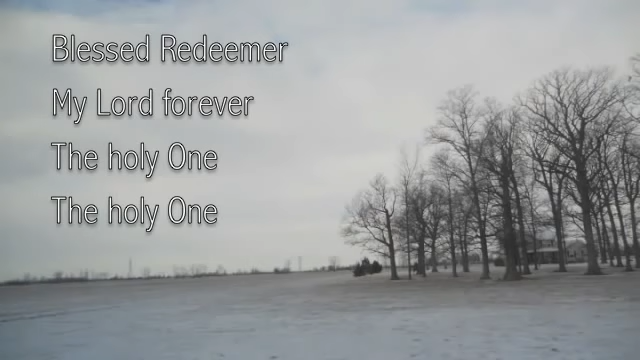 Blessed Redeemer
My Lord forever
The holy One
The holy One